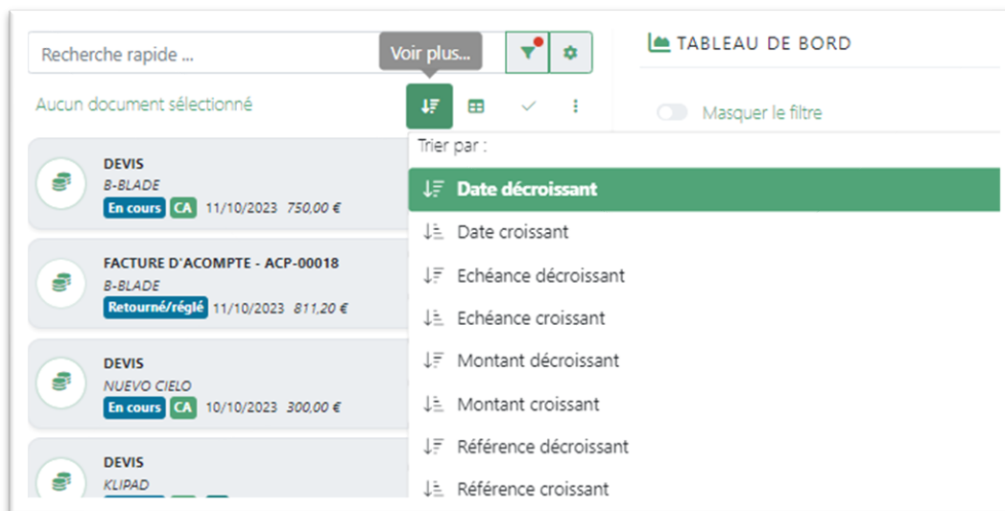 Recherche rapide ...
Voir plus...
TABLEAU DE BORD
Aucun document sélectionné
Masquer le filtre
Trier par :
Date décroissant
Date croissant
Echéance décroissant
Echéance croissant
Montant décroissant
Montant croissant
Référence décroissant
Référence croissant
DEVIS
B-BLADE
En cours CA 11/10/2023 750,00 €
FACTURE D'ACOMPTE - ACP-00018
B-BLADE
Retourné/réglé 11/10/2023 811,20 €
DEVIS
NUEVO CIELO
En cours CA 10/10/2023 300,00 €
DEVIS
KLIPAD